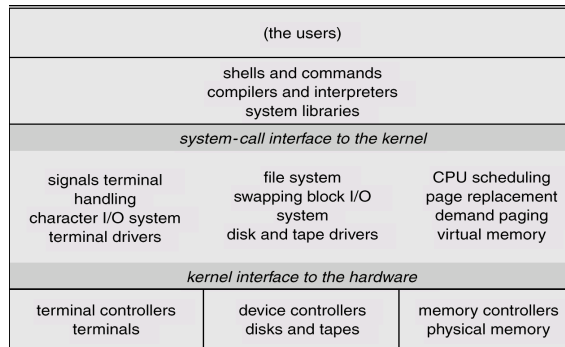 (the users)
shells and commands
compilers and interpreters
system libraries
system-call interface to the kernel
signals terminal
handling
character I/O system
terminal drivers
file system
swapping block I/O
system
disk and tape drivers
CPU scheduling
page replacement
demand paging
virtual memory
kernel interface to the hardware
terminal controllers
terminals
device controllers
disks and tapes
memory controllers
physical memory